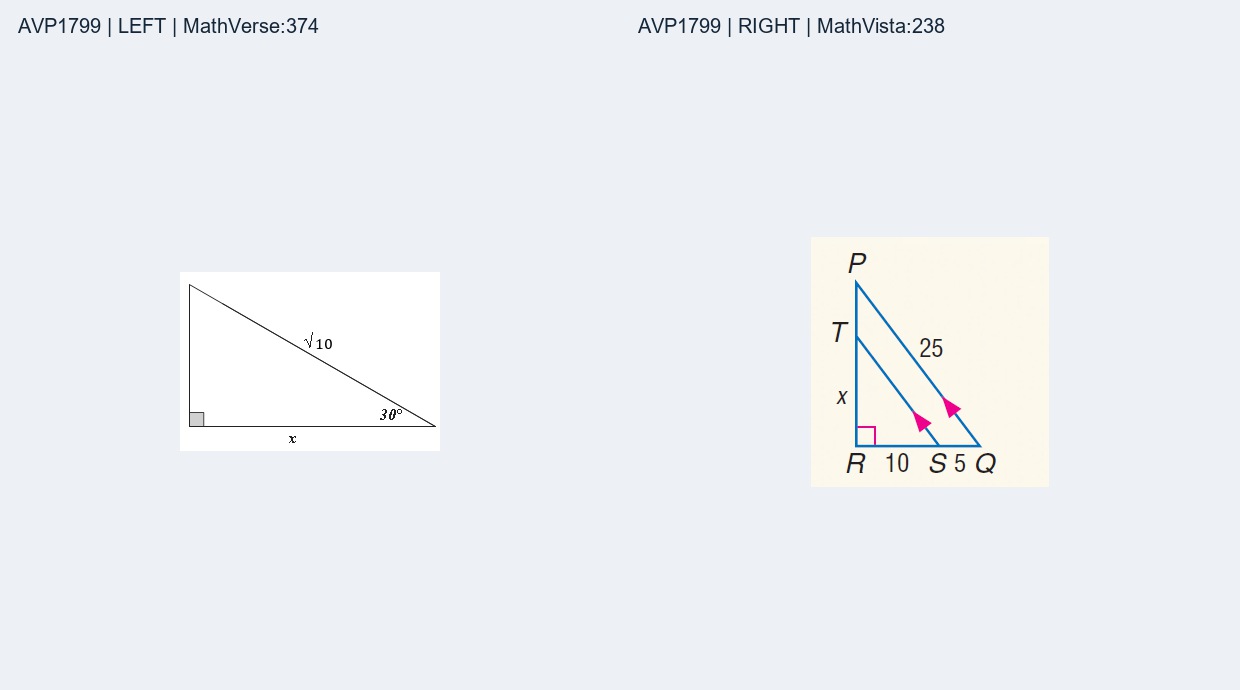 AVP1799 | LEFT | MathVerse:374
AVP1799 | RIGHT | MathVista:238
√10
30°
x
P
T
25
x
R 10 S 5 Q